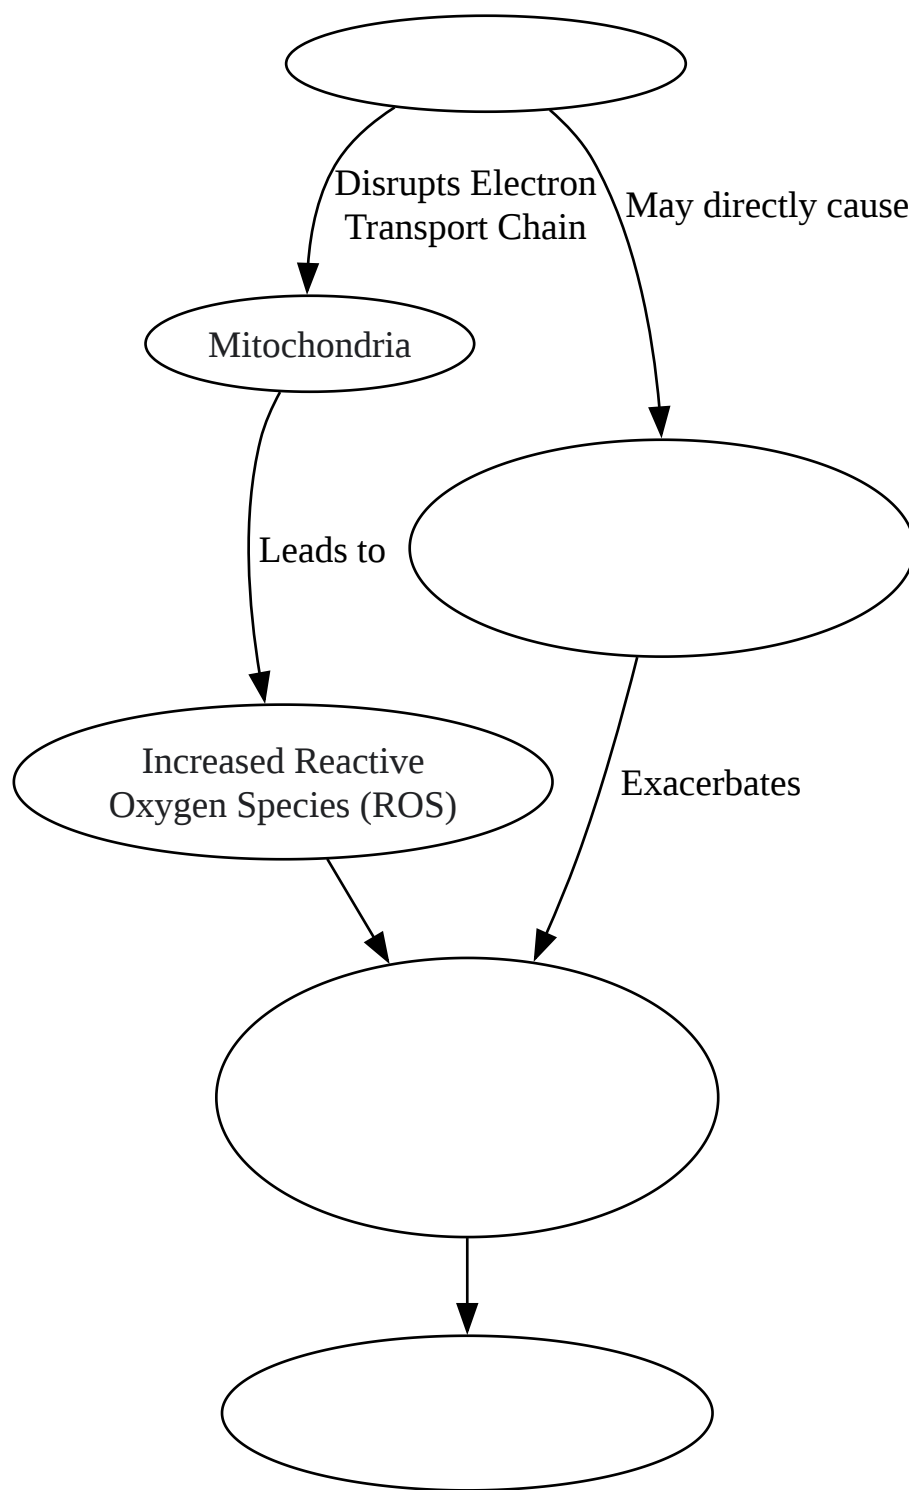 Disrupts Electron
Transport Chain
May directly cause
Mitochondria
Leads to
Increased Reactive
Oxygen Species (ROS)
Exacerbates